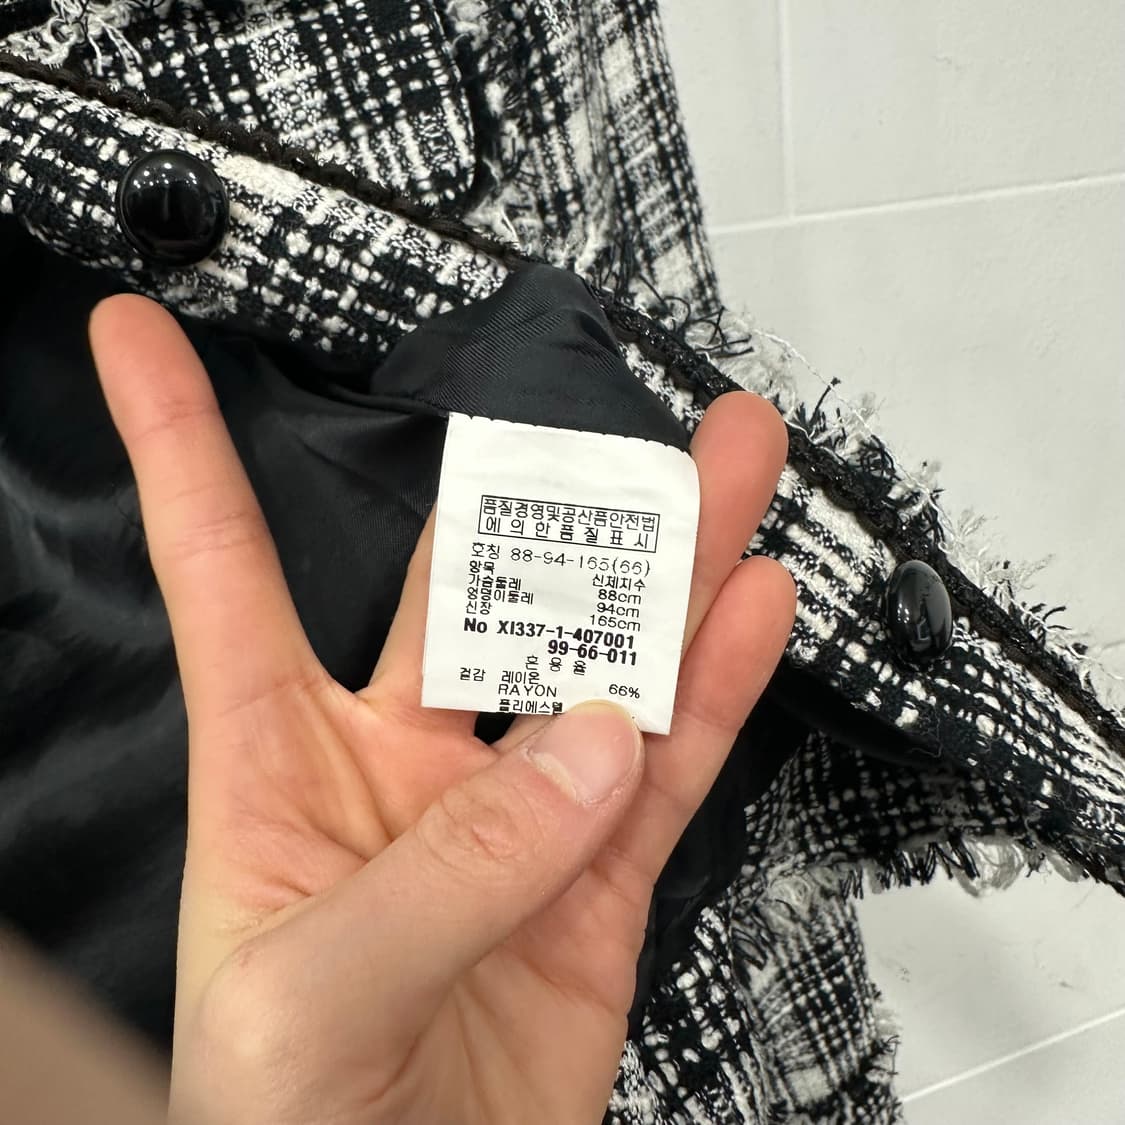 품질경영및공산품안전법
에 의 한 품 질 표 시
호칭 88-94-165(66)
항목 신체치수
가슴둘레 88cm
엉덩이둘레 94cm
신장 165cm
No XI337-1-407001
99-66-011
혼 용 율
겉감 레이온
RAYON 66%
폴리에스텔